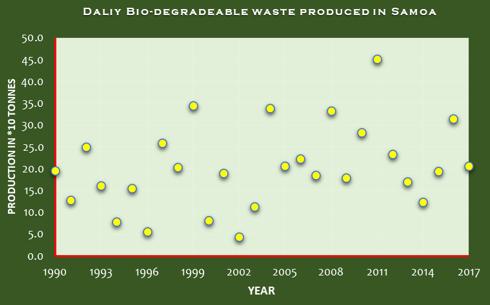 Daliy Bio-degradeable waste produced in Samoa
50.0
45.0
40.0
35.0
30.0
25.0
20.0
15.0
10.0
5.0
0.0
PRODUCTION IN *10 TONNES
1990 1993 1996 1999 2002 2005 2008 2011 2014 2017
YEAR